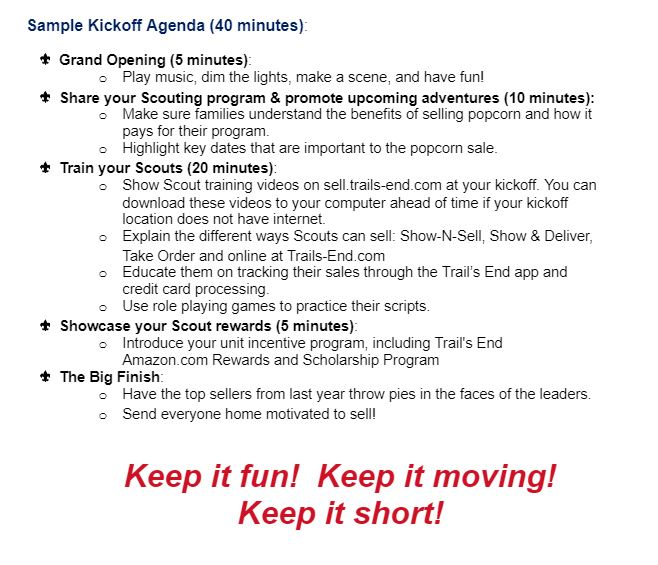 Sample Kickoff Agenda (40 minutes):
Grand Opening (5 minutes):
o Play music, dim the lights, make a scene, and have fun!
Share your Scouting program & promote upcoming adventures (10 minutes):
o Make sure families understand the benefits of selling popcorn and how it
pays for their program.
o Highlight key dates that are important to the popcorn sale.
Train your Scouts (20 minutes):
o Show Scout training videos on sell.trails-end.com at your kickoff. You can
download these videos to your computer ahead of time if your kickoff
location does not have internet.
o Explain the different ways Scouts can sell: Show-N-Sell, Show & Deliver,
Take Order and online at Trails-End.com
o Educate them on tracking their sales through the Trail's End app and
credit card processing.
o Use role playing games to practice their scripts.
Showcase your Scout rewards (5 minutes):
o Introduce your unit incentive program, including Trail's End
Amazon.com Rewards and Scholarship Program
The Big Finish:
o Have the top sellers from last year throw pies in the faces of the leaders.
o Send everyone home motivated to sell!
Keep it fun! Keep it moving!
Keep it short!